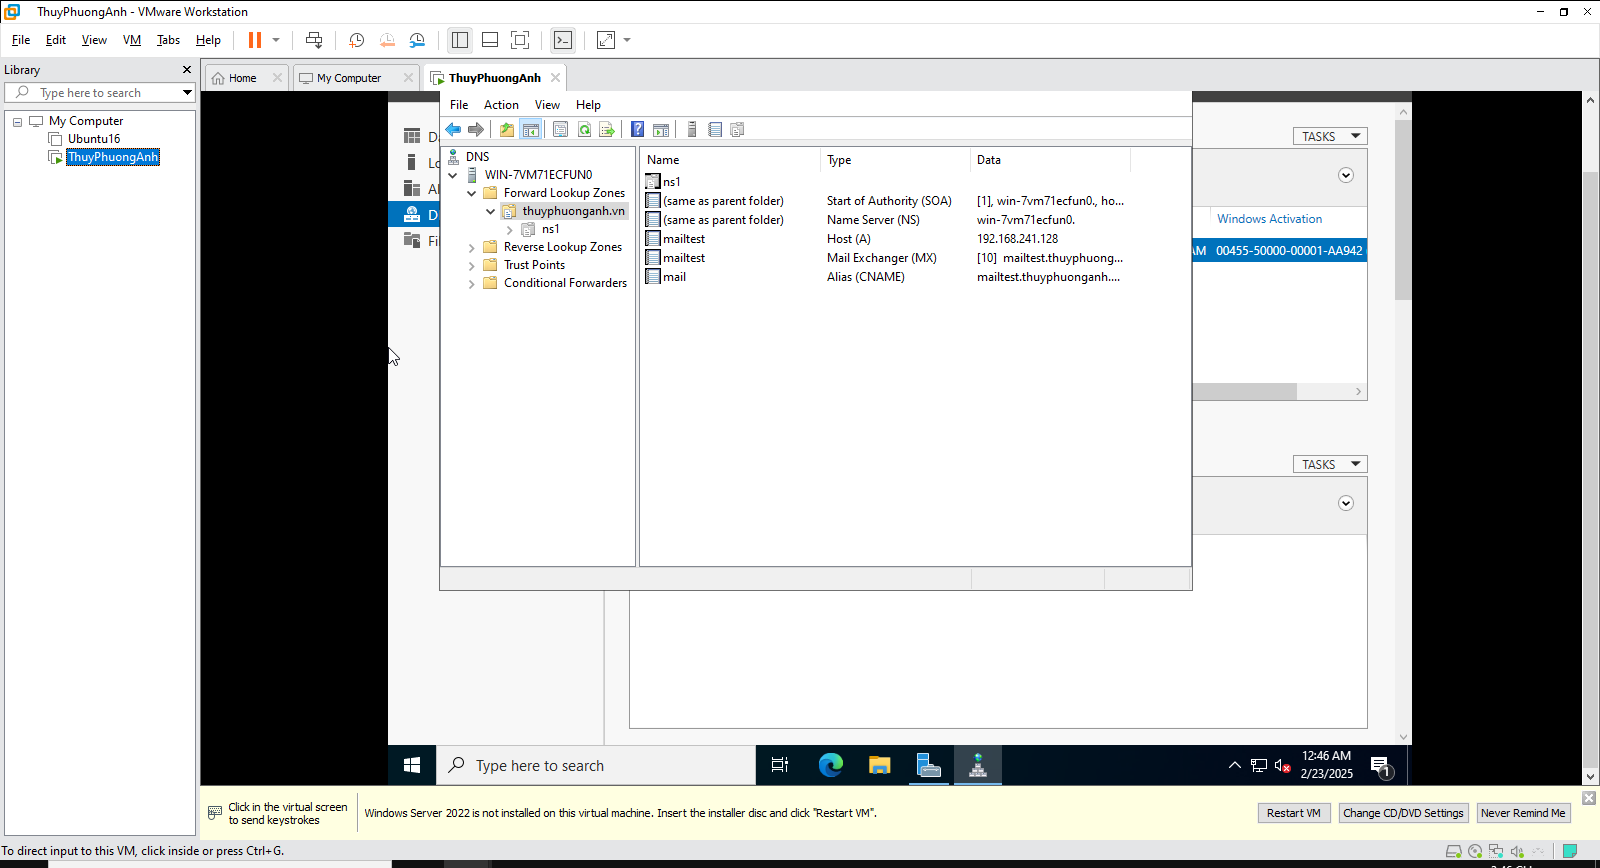 ThuyPhuongAnh - VMware Workstation
File Edit View VM Tabs Help
Library
Home
My Computer
ThuyPhuongAnh
Type here to search
My Computer
Ubuntu16
ThuyPhuongAnh
File Action View Help
DNS
WIN-7VM71ECFUN0
Forward Lookup Zones
thuyphuonganh.vn
ns1
Reverse Lookup Zones
Trust Points
Conditional Forwarders
Name Type Data
ns1
(same as parent folder) Start of Authority (SOA) [1], win-7vm71ecfun0., ho...
(same as parent folder) Name Server (NS) win-7vm71ecfun0.
mailtest Host (A) 192.168.241.128
mailtest Mail Exchanger (MX) [10] mailtest.thuyphuong...
mail Alias (CNAME) mailtest.thuyphuonganh....
D
Lo
Al
D
Fi
TASKS
Windows Activation
AM 00455-50000-00001-AA942
TASKS
Type here to search
12:46 AM
2/23/2025
1
Click in the virtual screen
to send keystrokes
Windows Server 2022 is not installed on this virtual machine. Insert the installer disc and click "Restart VM".
Restart VM
Change CD/DVD Settings
Never Remind Me
To direct input to this VM, click inside or press Ctrl+G.